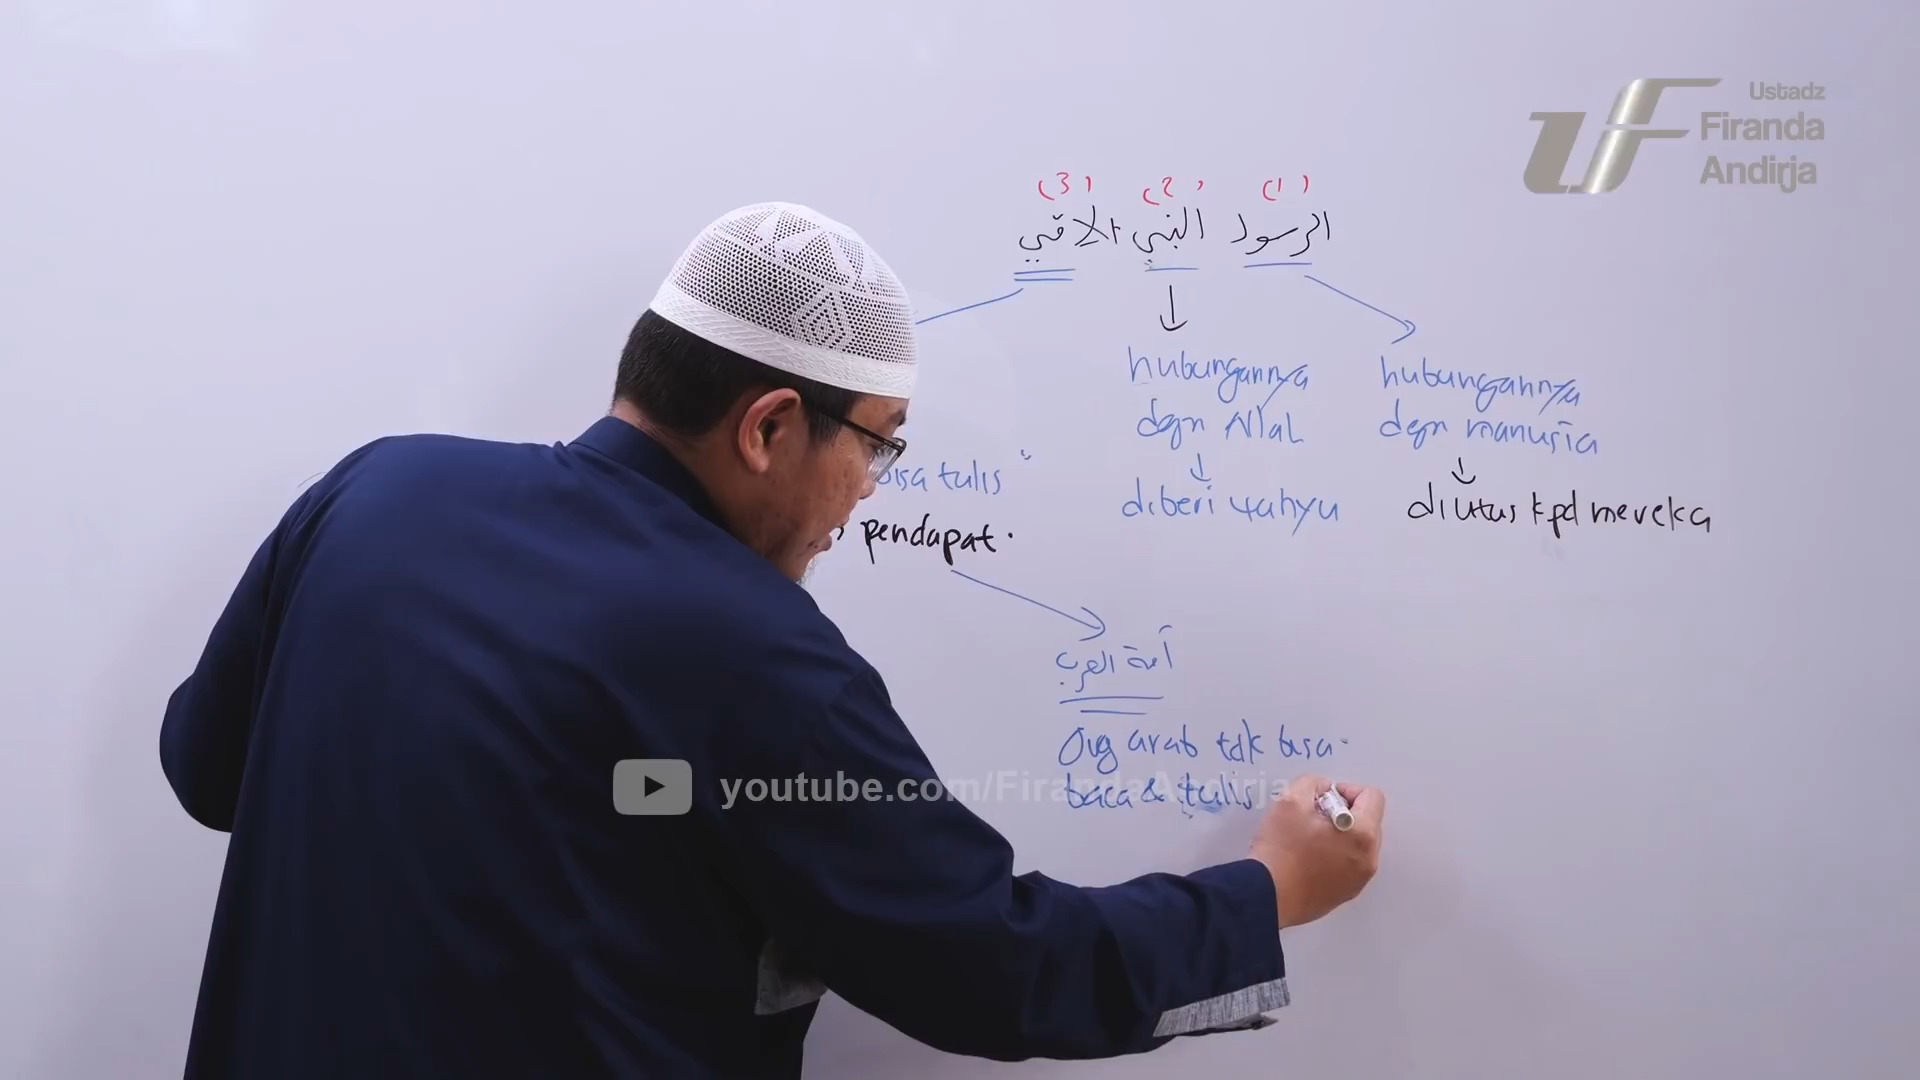 Ustadz
Firanda
Andirja
(3) (2) (1)
الرسول النبي الأمي
hubungannya
dgn Allah
diberi wahyu
hubungannya
dgn manusia
diutus kpd mereka
bisa tulis"
pendapat.
أمة العرب
Org arab tdk bisa
baca & tulis
youtube.com/FirandaAndirja